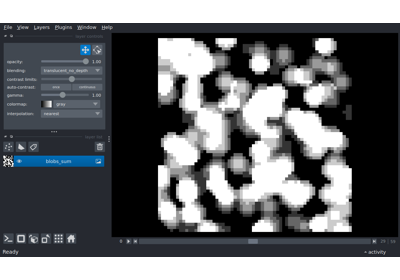 File View Layers Plugins Window Help
opacity: 1.00
blending: translucent_no_depth
contrast limits:
auto-contrast: once continuous
gamma: 1.00
colormap: gray
interpolation: nearest
blobs_sum
Ready
activity